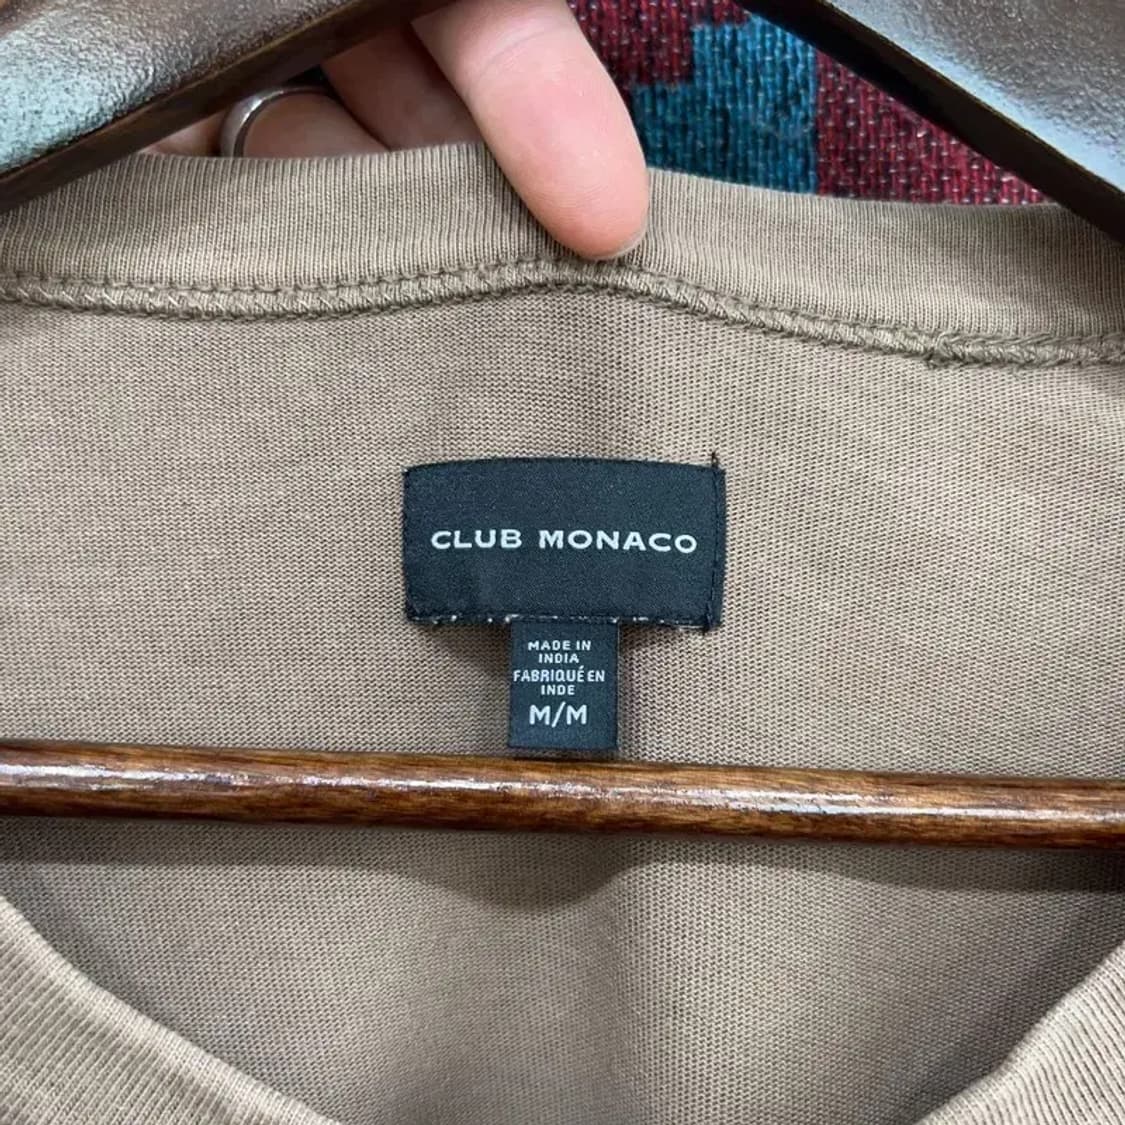 CLUB MONACO
MADE IN
INDIA
FABRIQUÉ EN
INDE
M/M